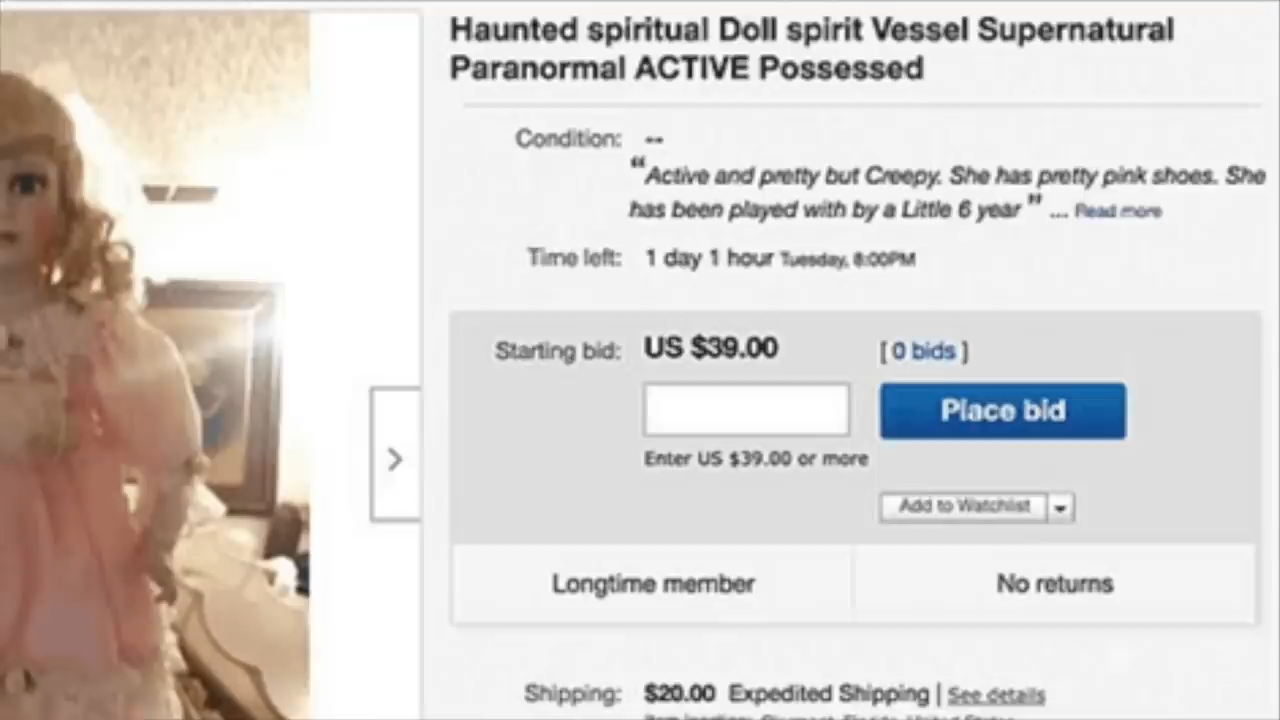 Haunted spiritual Doll spirit Vessel Supernatural
Paranormal ACTIVE Possessed
Condition: --
“Active and pretty but Creepy. She has pretty pink shoes. She
has been played with by a Little 6 year ” ... Read more
Time left: 1 day 1 hour Tuesday, 8:00PM
Starting bid: US $39.00 [ 0 bids ]
Place bid
Enter US $39.00 or more
Add to Watchlist
Longtime member No returns
Shipping: $20.00 Expedited Shipping | See details